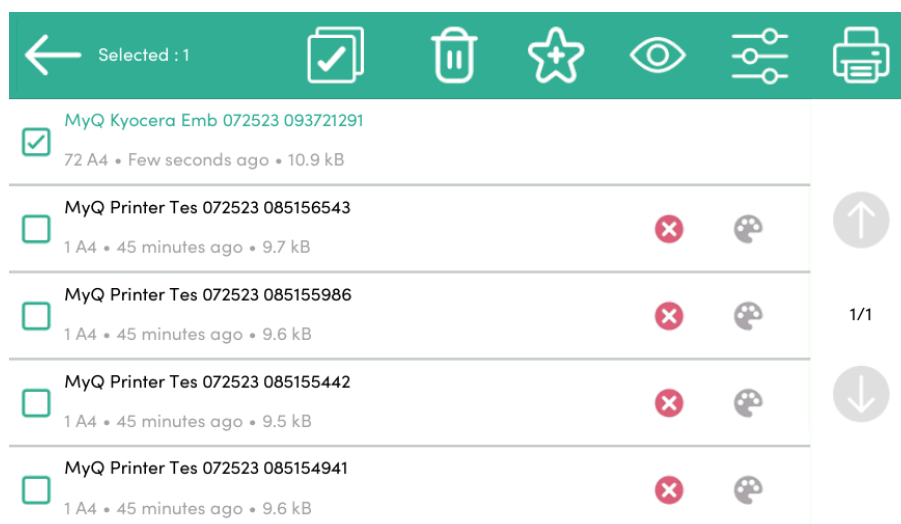 Selected : 1
MyQ Kyocera Emb 072523 093721291
72 A4 • Few seconds ago • 10.9 kB
MyQ Printer Tes 072523 085156543
1 A4 • 45 minutes ago • 9.7 kB
MyQ Printer Tes 072523 085155986
1 A4 • 45 minutes ago • 9.6 kB
1/1
MyQ Printer Tes 072523 085155442
1 A4 • 45 minutes ago • 9.5 kB
MyQ Printer Tes 072523 085154941
1 A4 • 45 minutes ago • 9.6 kB